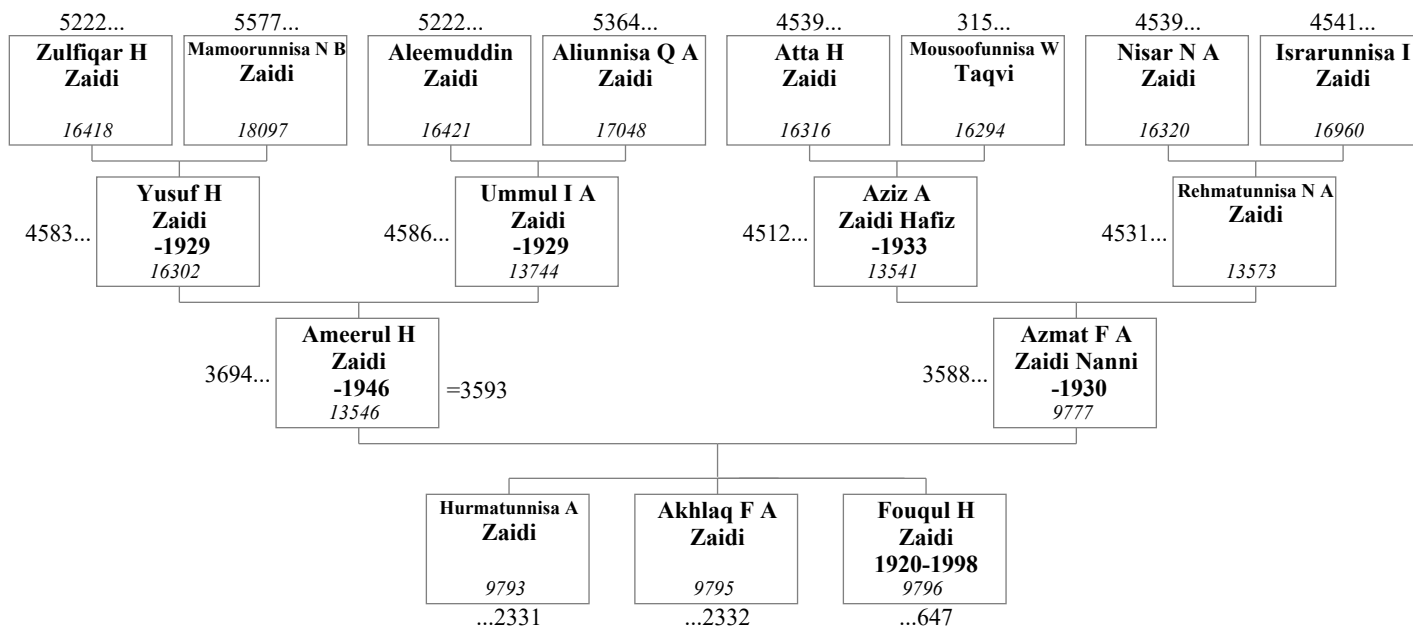 5222... 5577... 5222... 5364... 4539... 315... 4539... 4541...
Zulfiqar H
Zaidi
16418
Mamoorunnisa N B
Zaidi
18097
Aleemuddin
Zaidi
16421
Aliunnisa Q A
Zaidi
17048
Atta H
Zaidi
16316
Mousoofunnisa W
Taqvi
16294
Nisar N A
Zaidi
16320
Israrunnisa I
Zaidi
16960
4583...
Yusuf H
Zaidi
-1929
16302
4586...
Ummul I A
Zaidi
-1929
13744
4512...
Aziz A
Zaidi Hafiz
-1933
13541
4531...
Rehmatunnisa N A
Zaidi
13573
3694...
Ameerul H
Zaidi
-1946
13546
=3593
3588...
Azmat F A
Zaidi Nanni
-1930
9777
Hurmatunnisa A
Zaidi
9793
...2331
Akhlaq F A
Zaidi
9795
...2332
Fouqul H
Zaidi
1920-1998
9796
...647